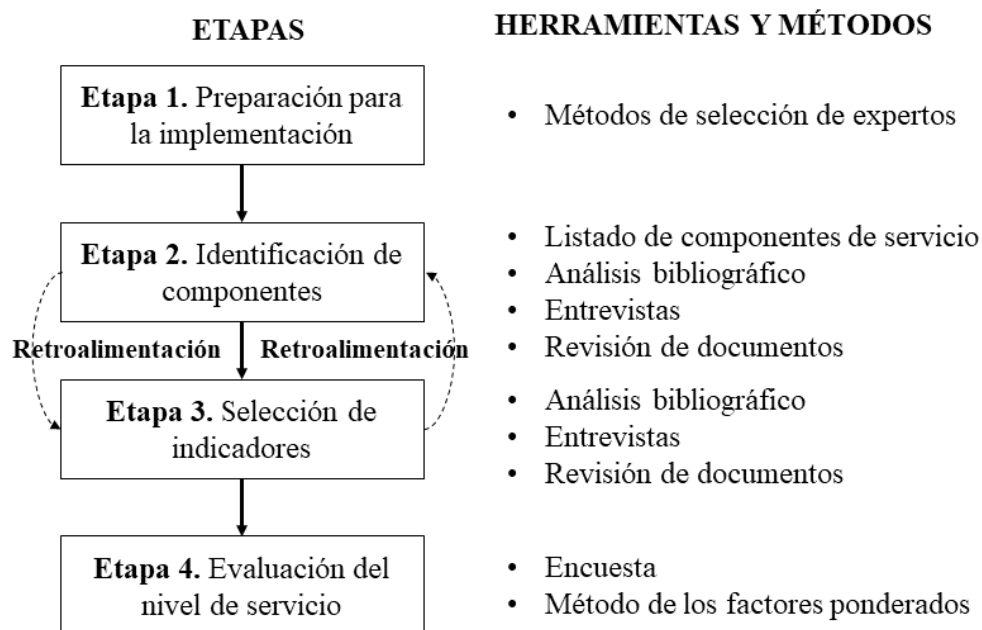 ETAPAS
HERRAMIENTAS Y MÉTODOS
Etapa 1. Preparación para
la implementación
• Métodos de selección de expertos
Etapa 2. Identificación de
componentes
• Listado de componentes de servicio
• Análisis bibliográfico
• Entrevistas
• Revisión de documentos
Retroalimentación
Retroalimentación
Etapa 3. Selección de
indicadores
• Análisis bibliográfico
• Entrevistas
• Revisión de documentos
Etapa 4. Evaluación del
nivel de servicio
• Encuesta
• Método de los factores ponderados